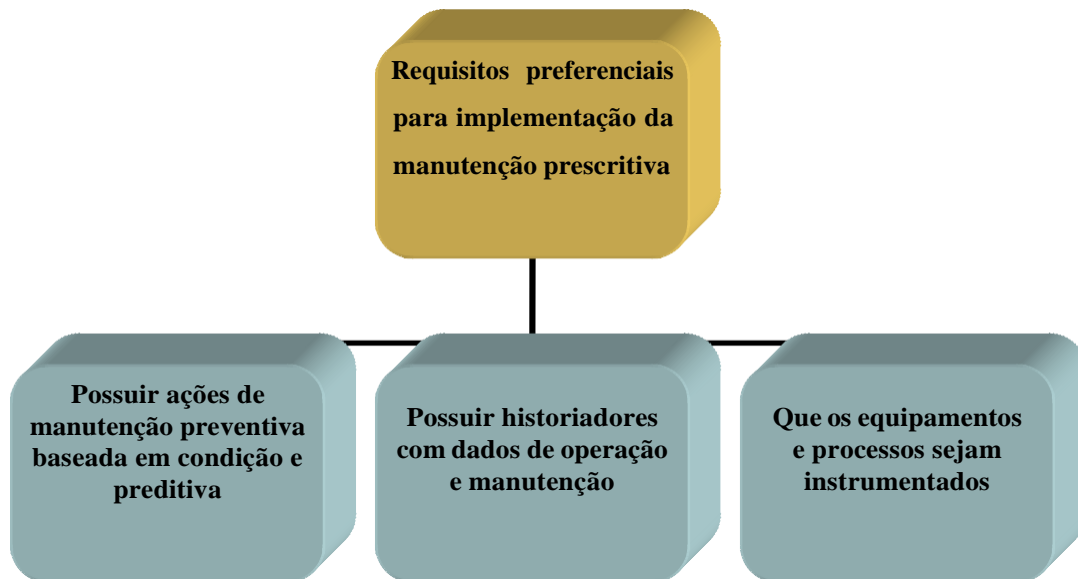 Requisitos preferenciais
para implementação da
manutenção prescritiva
Possuir ações de
manutenção preventiva
baseada em condição e
preditiva
Possuir historiadores
com dados de operação
e manutenção
Que os equipamentos
e processos sejam
instrumentados